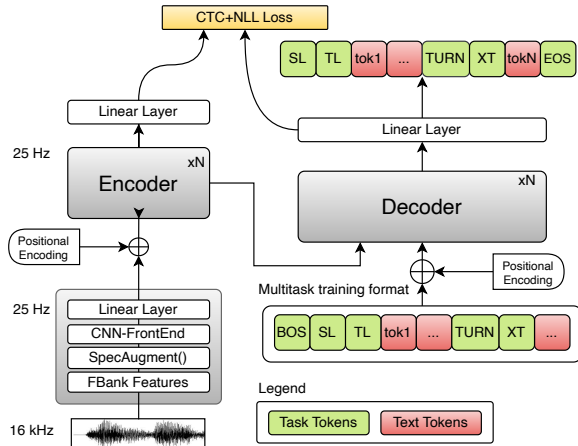 CTC+NLL Loss
SL TL tok1 ... TURN XT tokN EOS
Linear Layer
Linear Layer
25 Hz
xN
Encoder
xN
Decoder
Positional
Encoding
Positional
Encoding
25 Hz
Linear Layer
CNN-FrontEnd
SpecAugment()
FBank Features
16 kHz
Multitask training format
BOS SL TL tok1 ... TURN XT ...
Legend
Task Tokens
Text Tokens